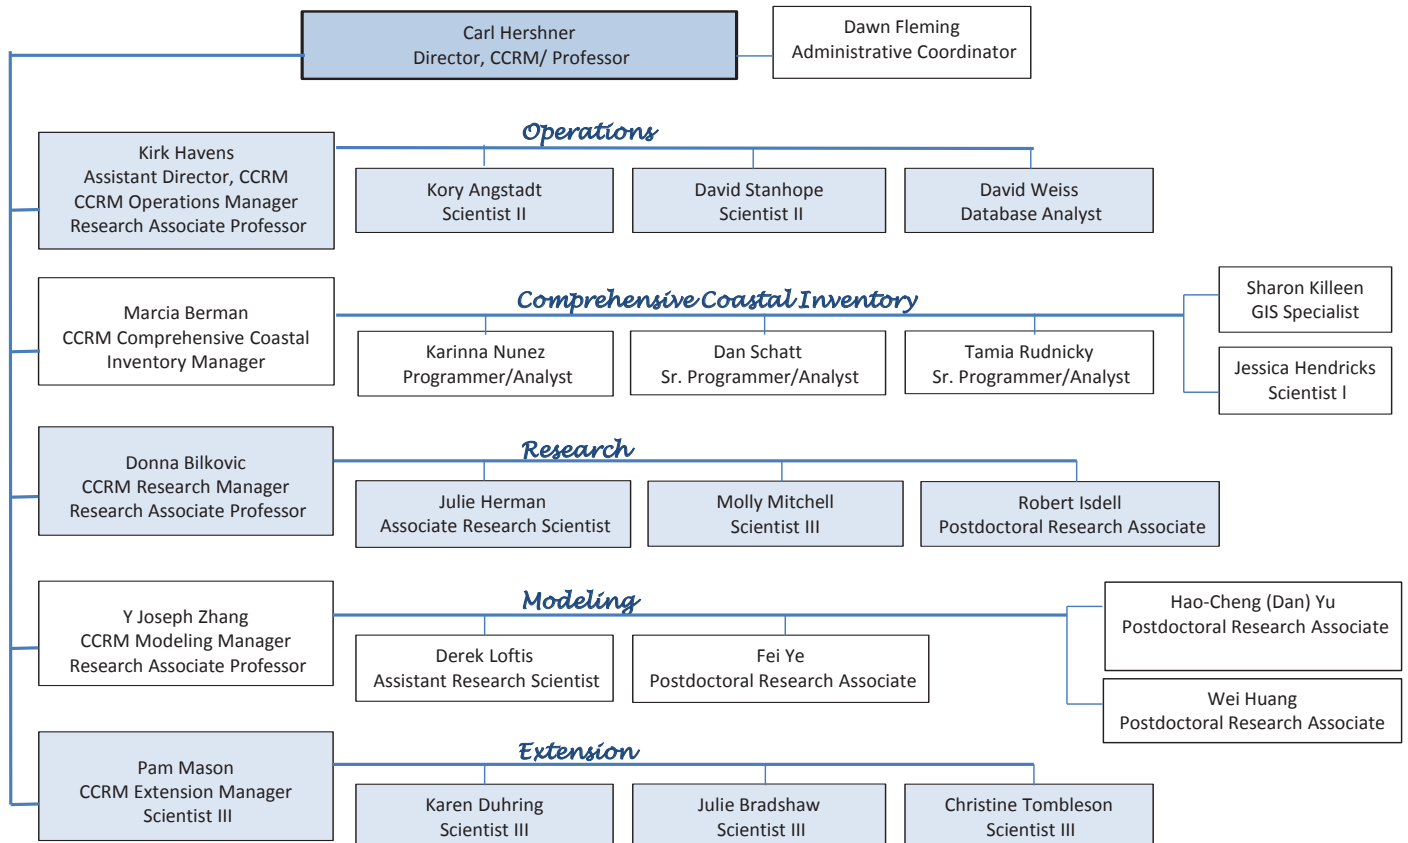 Carl Hershner
Director, CCRM/ Professor
Dawn Fleming
Administrative Coordinator
Operations
Kirk Havens
Assistant Director, CCRM
CCRM Operations Manager
Research Associate Professor
Kory Angstadt
Scientist II
David Stanhope
Scientist II
David Weiss
Database Analyst
Comprehensive Coastal Inventory
Marcia Berman
CCRM Comprehensive Coastal
Inventory Manager
Karinna Nunez
Programmer/Analyst
Dan Schatt
Sr. Programmer/Analyst
Tamia Rudnicky
Sr. Programmer/Analyst
Sharon Killeen
GIS Specialist
Jessica Hendricks
Scientist l
Research
Donna Bilkovic
CCRM Research Manager
Research Associate Professor
Julie Herman
Associate Research Scientist
Molly Mitchell
Scientist III
Robert Isdell
Postdoctoral Research Associate
Modeling
Y Joseph Zhang
CCRM Modeling Manager
Research Associate Professor
Derek Loftis
Assistant Research Scientist
Fei Ye
Postdoctoral Research Associate
Hao-Cheng (Dan) Yu
Postdoctoral Research Associate
Wei Huang
Postdoctoral Research Associate
Extension
Pam Mason
CCRM Extension Manager
Scientist III
Karen Duhring
Scientist III
Julie Bradshaw
Scientist III
Christine Tombleson
Scientist III